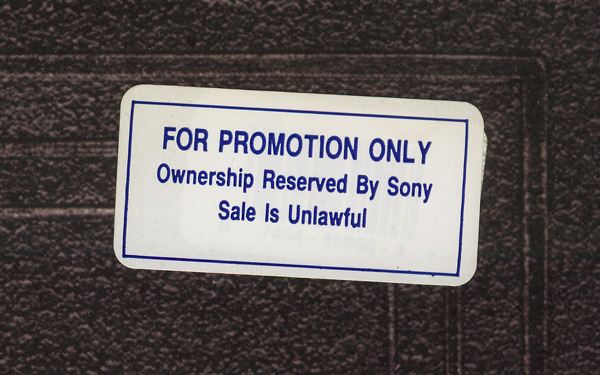 FOR PROMOTION ONLY
Ownership Reserved By Sony
Sale Is Unlawful